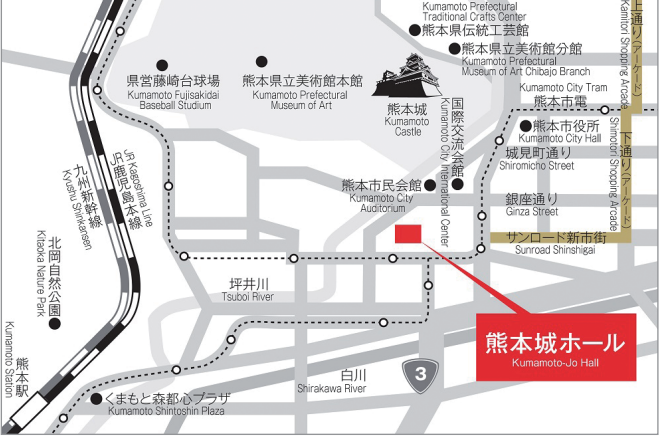 Kumamoto Prefectural
Traditional Crafts Center
熊本県伝統工芸館
上通り(アーケード)
Kamitori Shopping Arcade
熊本県立美術館分館
Kumamoto Prefectural
Museum of Art Chibajo Branch
県営藤崎台球場
Kumamoto Fujisakidai
Baseball Studium
熊本県立美術館本館
Kumamoto Prefectural
Museum of Art
熊本城
Kumamoto
Castle
国際交流会館
Kumamoto City International Center
Kumamoto City Tram
熊本市電
熊本市役所
Kumamoto City Hall
城見町通り
Shiromicho Street
下通り(アーケード)
Shimotori Shopping Arcade
JR鹿児島本線
JR Kagoshima Line
九州新幹線
Kyushu Shinkansen
熊本市民会館
Kumamoto City
Auditorium
銀座通り
Ginza Street
サンロード新市街
Sunroad Shinshigai
北岡自然公園
Kitaoka Nature Park
坪井川
Tsuboi River
熊本城ホール
Kumamoto-Jo Hall
熊本駅
Kumamoto Station
白川
Shirakawa River
3
くまもと森都心プラザ
Kumamoto Shintoshin Plaza